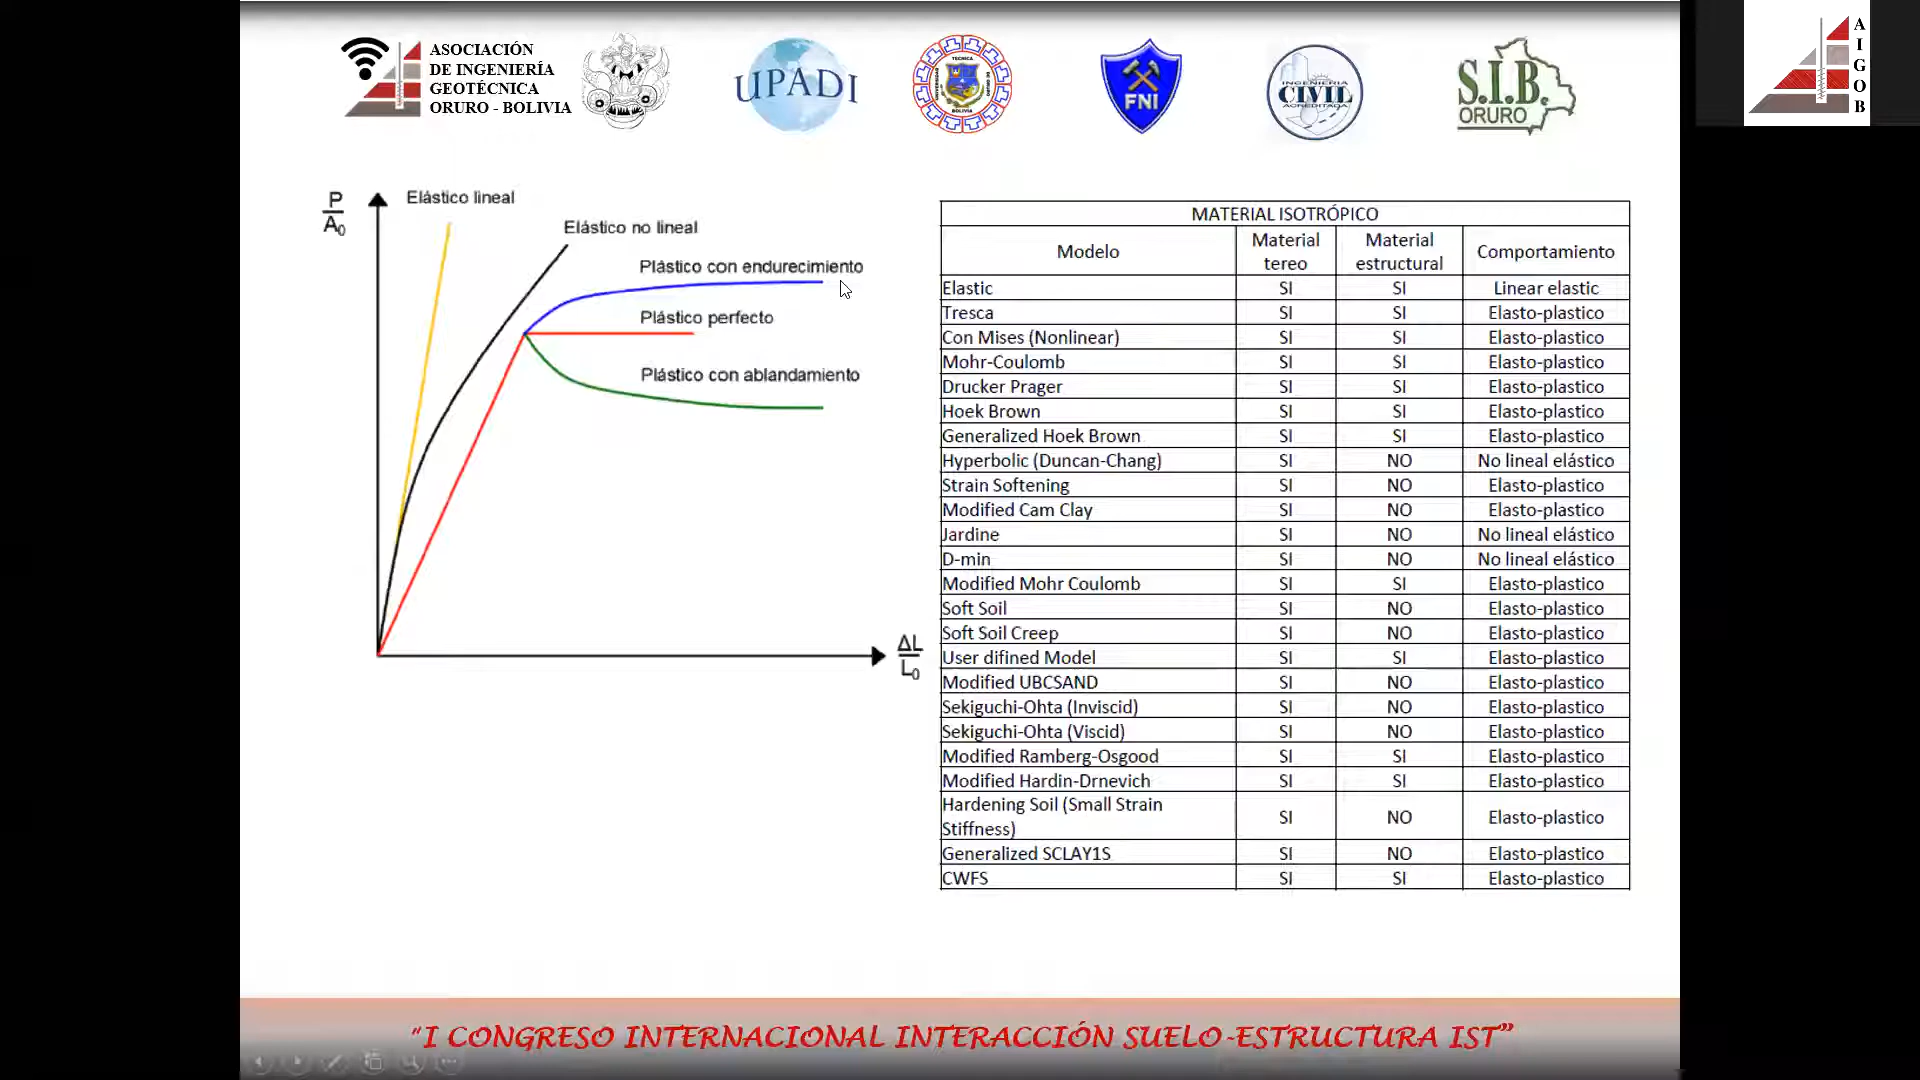 ASOCIACIÓN
DE INGENIERÍA
GEOTÉCNICA
ORURO - BOLIVIA
UPADI
FNI
INGENIERIA
CIVIL
ACREDITADA
S.I.B.
ORURO
A
I
G
O
B
P
A0
Elástico lineal
Elástico no lineal
Plástico con endurecimiento
Plástico perfecto
Plástico con ablandamiento
ΔL
L0
MATERIAL ISOTRÓPICO
Modelo Material tereo Material estructural Comportamiento
Elastic SI SI Linear elastic
Tresca SI SI Elasto-plastico
Con Mises (Nonlinear) SI SI Elasto-plastico
Mohr-Coulomb SI SI Elasto-plastico
Drucker Prager SI SI Elasto-plastico
Hoek Brown SI SI Elasto-plastico
Generalized Hoek Brown SI SI Elasto-plastico
Hyperbolic (Duncan-Chang) SI NO No lineal elástico
Strain Softening SI NO Elasto-plastico
Modified Cam Clay SI NO Elasto-plastico
Jardine SI NO No lineal elástico
D-min SI NO No lineal elástico
Modified Mohr Coulomb SI SI Elasto-plastico
Soft Soil SI NO Elasto-plastico
Soft Soil Creep SI NO Elasto-plastico
User difined Model SI SI Elasto-plastico
Modified UBCSAND SI NO Elasto-plastico
Sekiguchi-Ohta (Inviscid) SI NO Elasto-plastico
Sekiguchi-Ohta (Viscid) SI NO Elasto-plastico
Modified Ramberg-Osgood SI SI Elasto-plastico
Modified Hardin-Drnevich SI SI Elasto-plastico
Hardening Soil (Small Strain
Stiffness) SI NO Elasto-plastico
Generalized SCLAY1S SI NO Elasto-plastico
CWFS SI SI Elasto-plastico
“I CONGRESO INTERNACIONAL INTERACCIÓN SUELO-ESTRUCTURA IST”